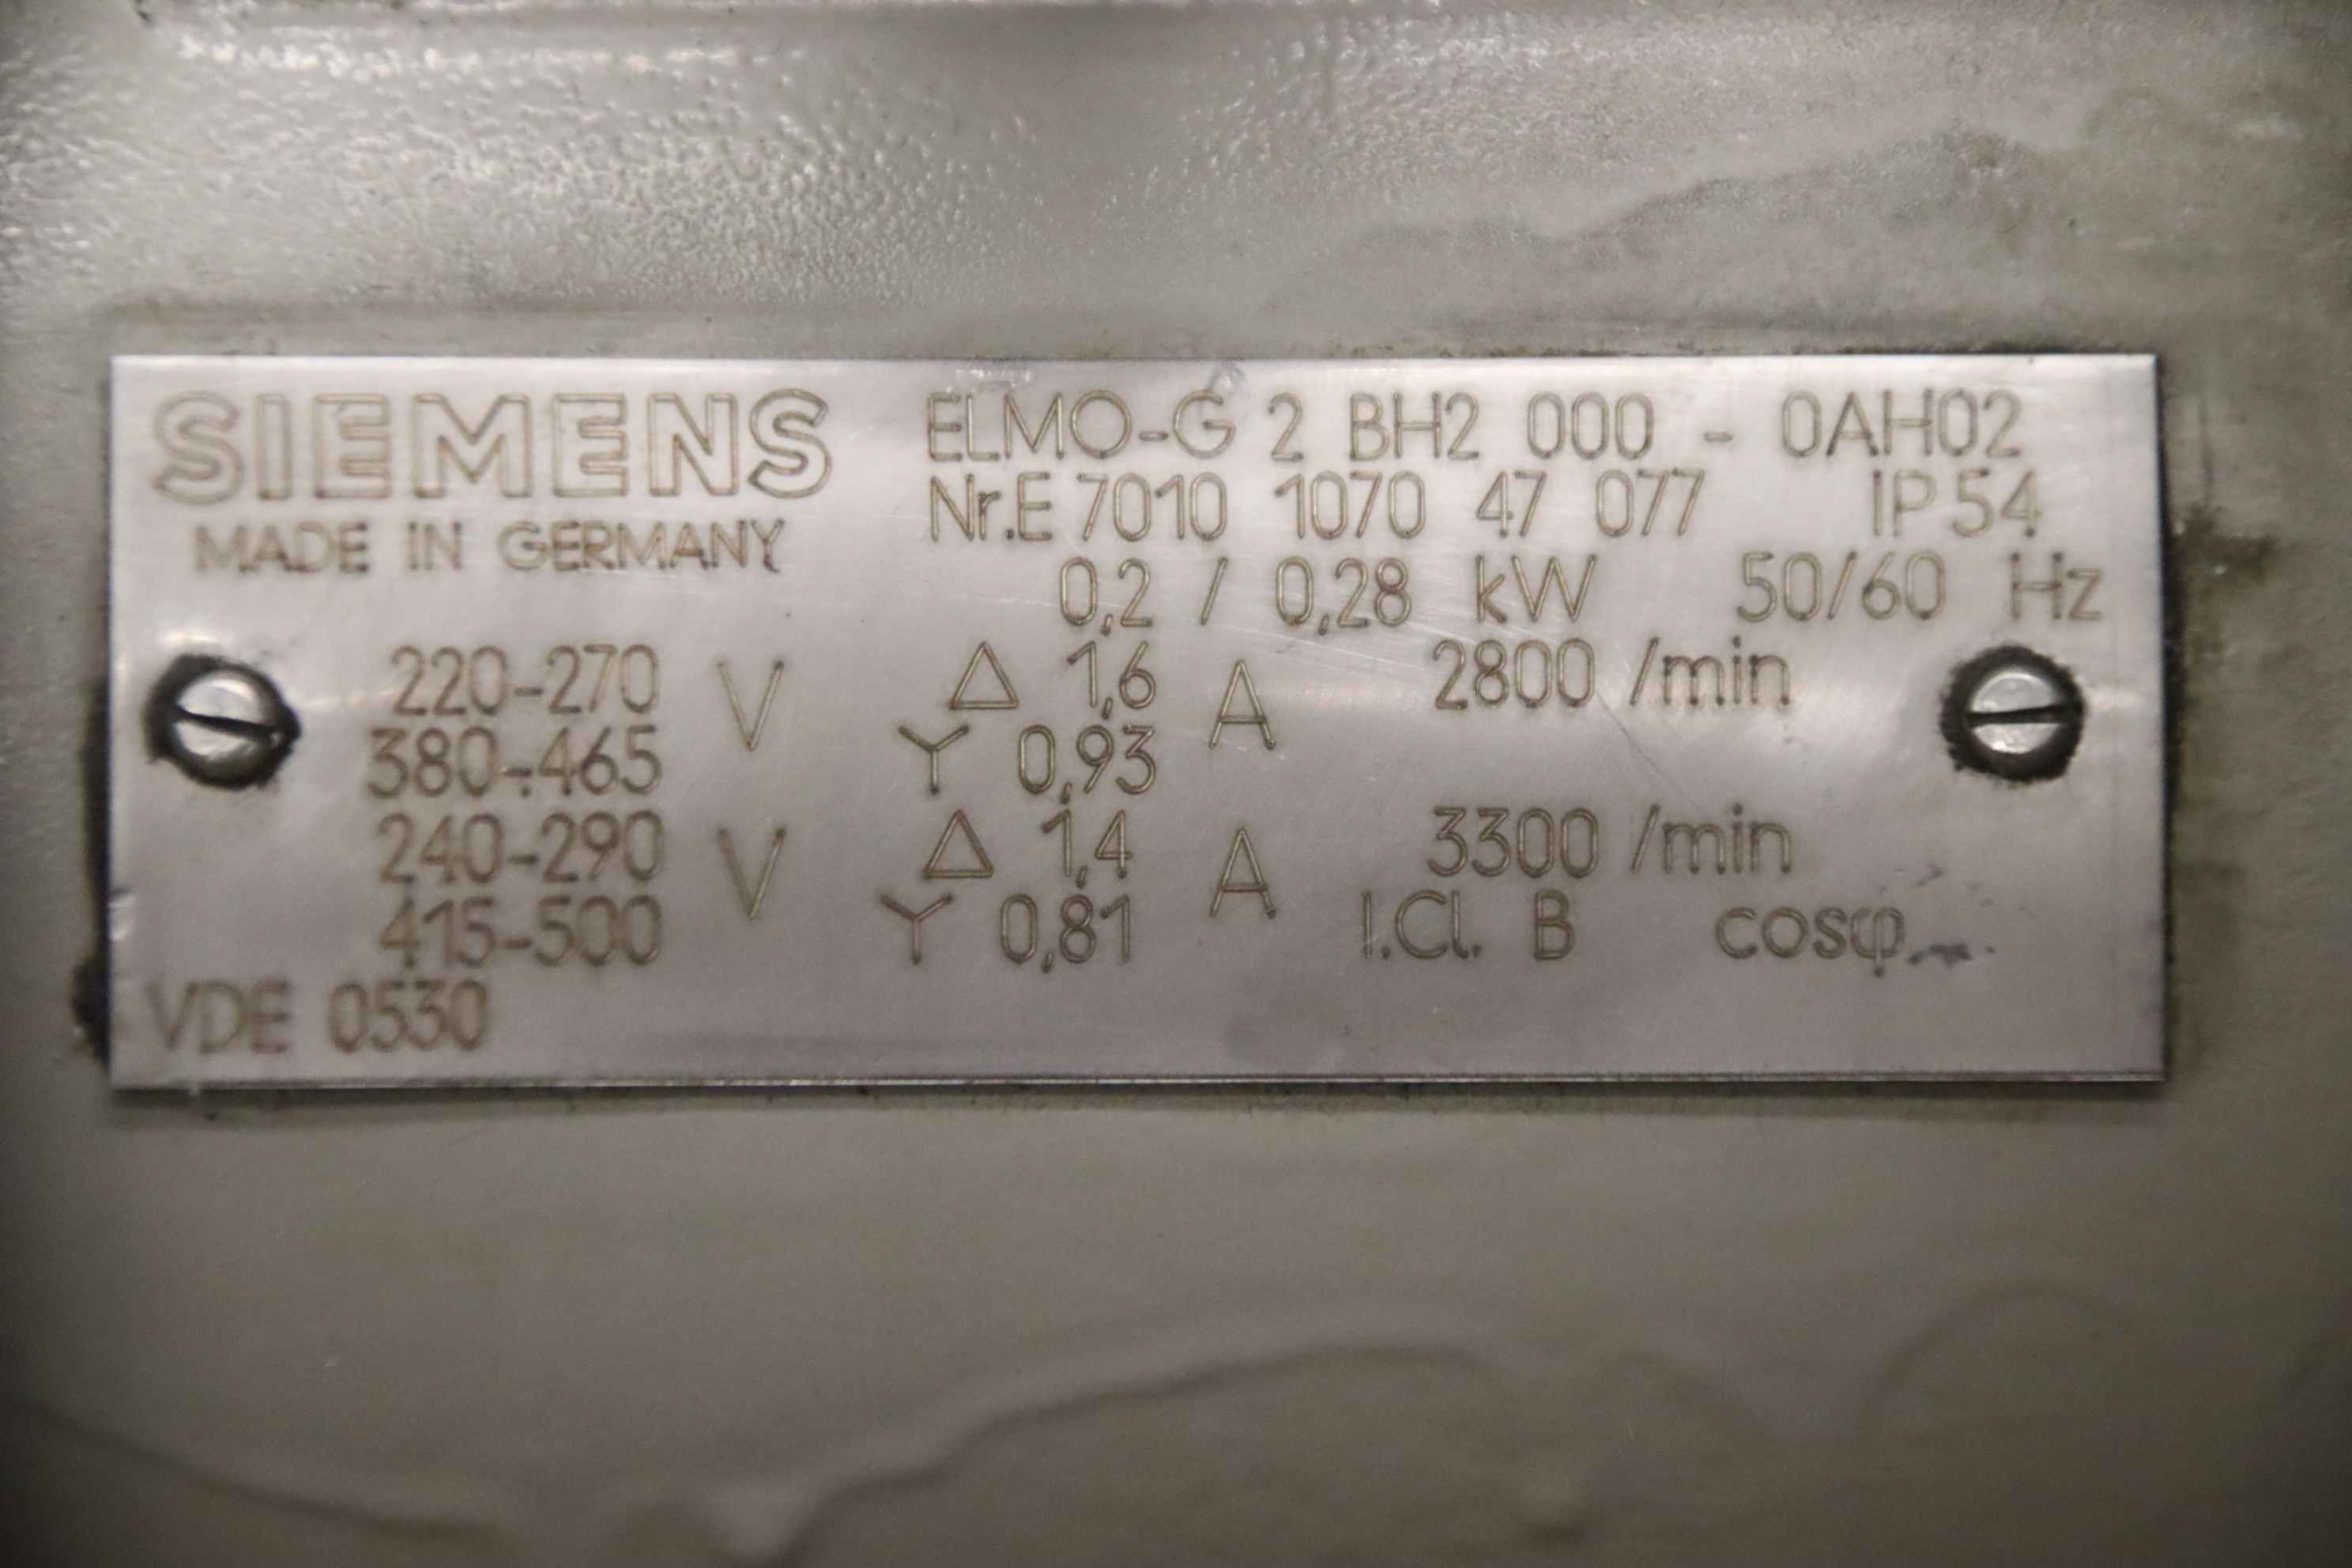 SIEMENS
MADE IN GERMANY
ELMO-G 2 BH2 000 - 0AH02
Nr.E 7010 1070 47 077 IP 54
0,2 / 0,28 kW 50/60 Hz
220-270 V Δ 1,6 A 2800 /min
380-465 Y 0,93
240-290 V Δ 1,4 A 3300 /min
415-500 Y 0,81 I.Cl. B cosφ
VDE 0530